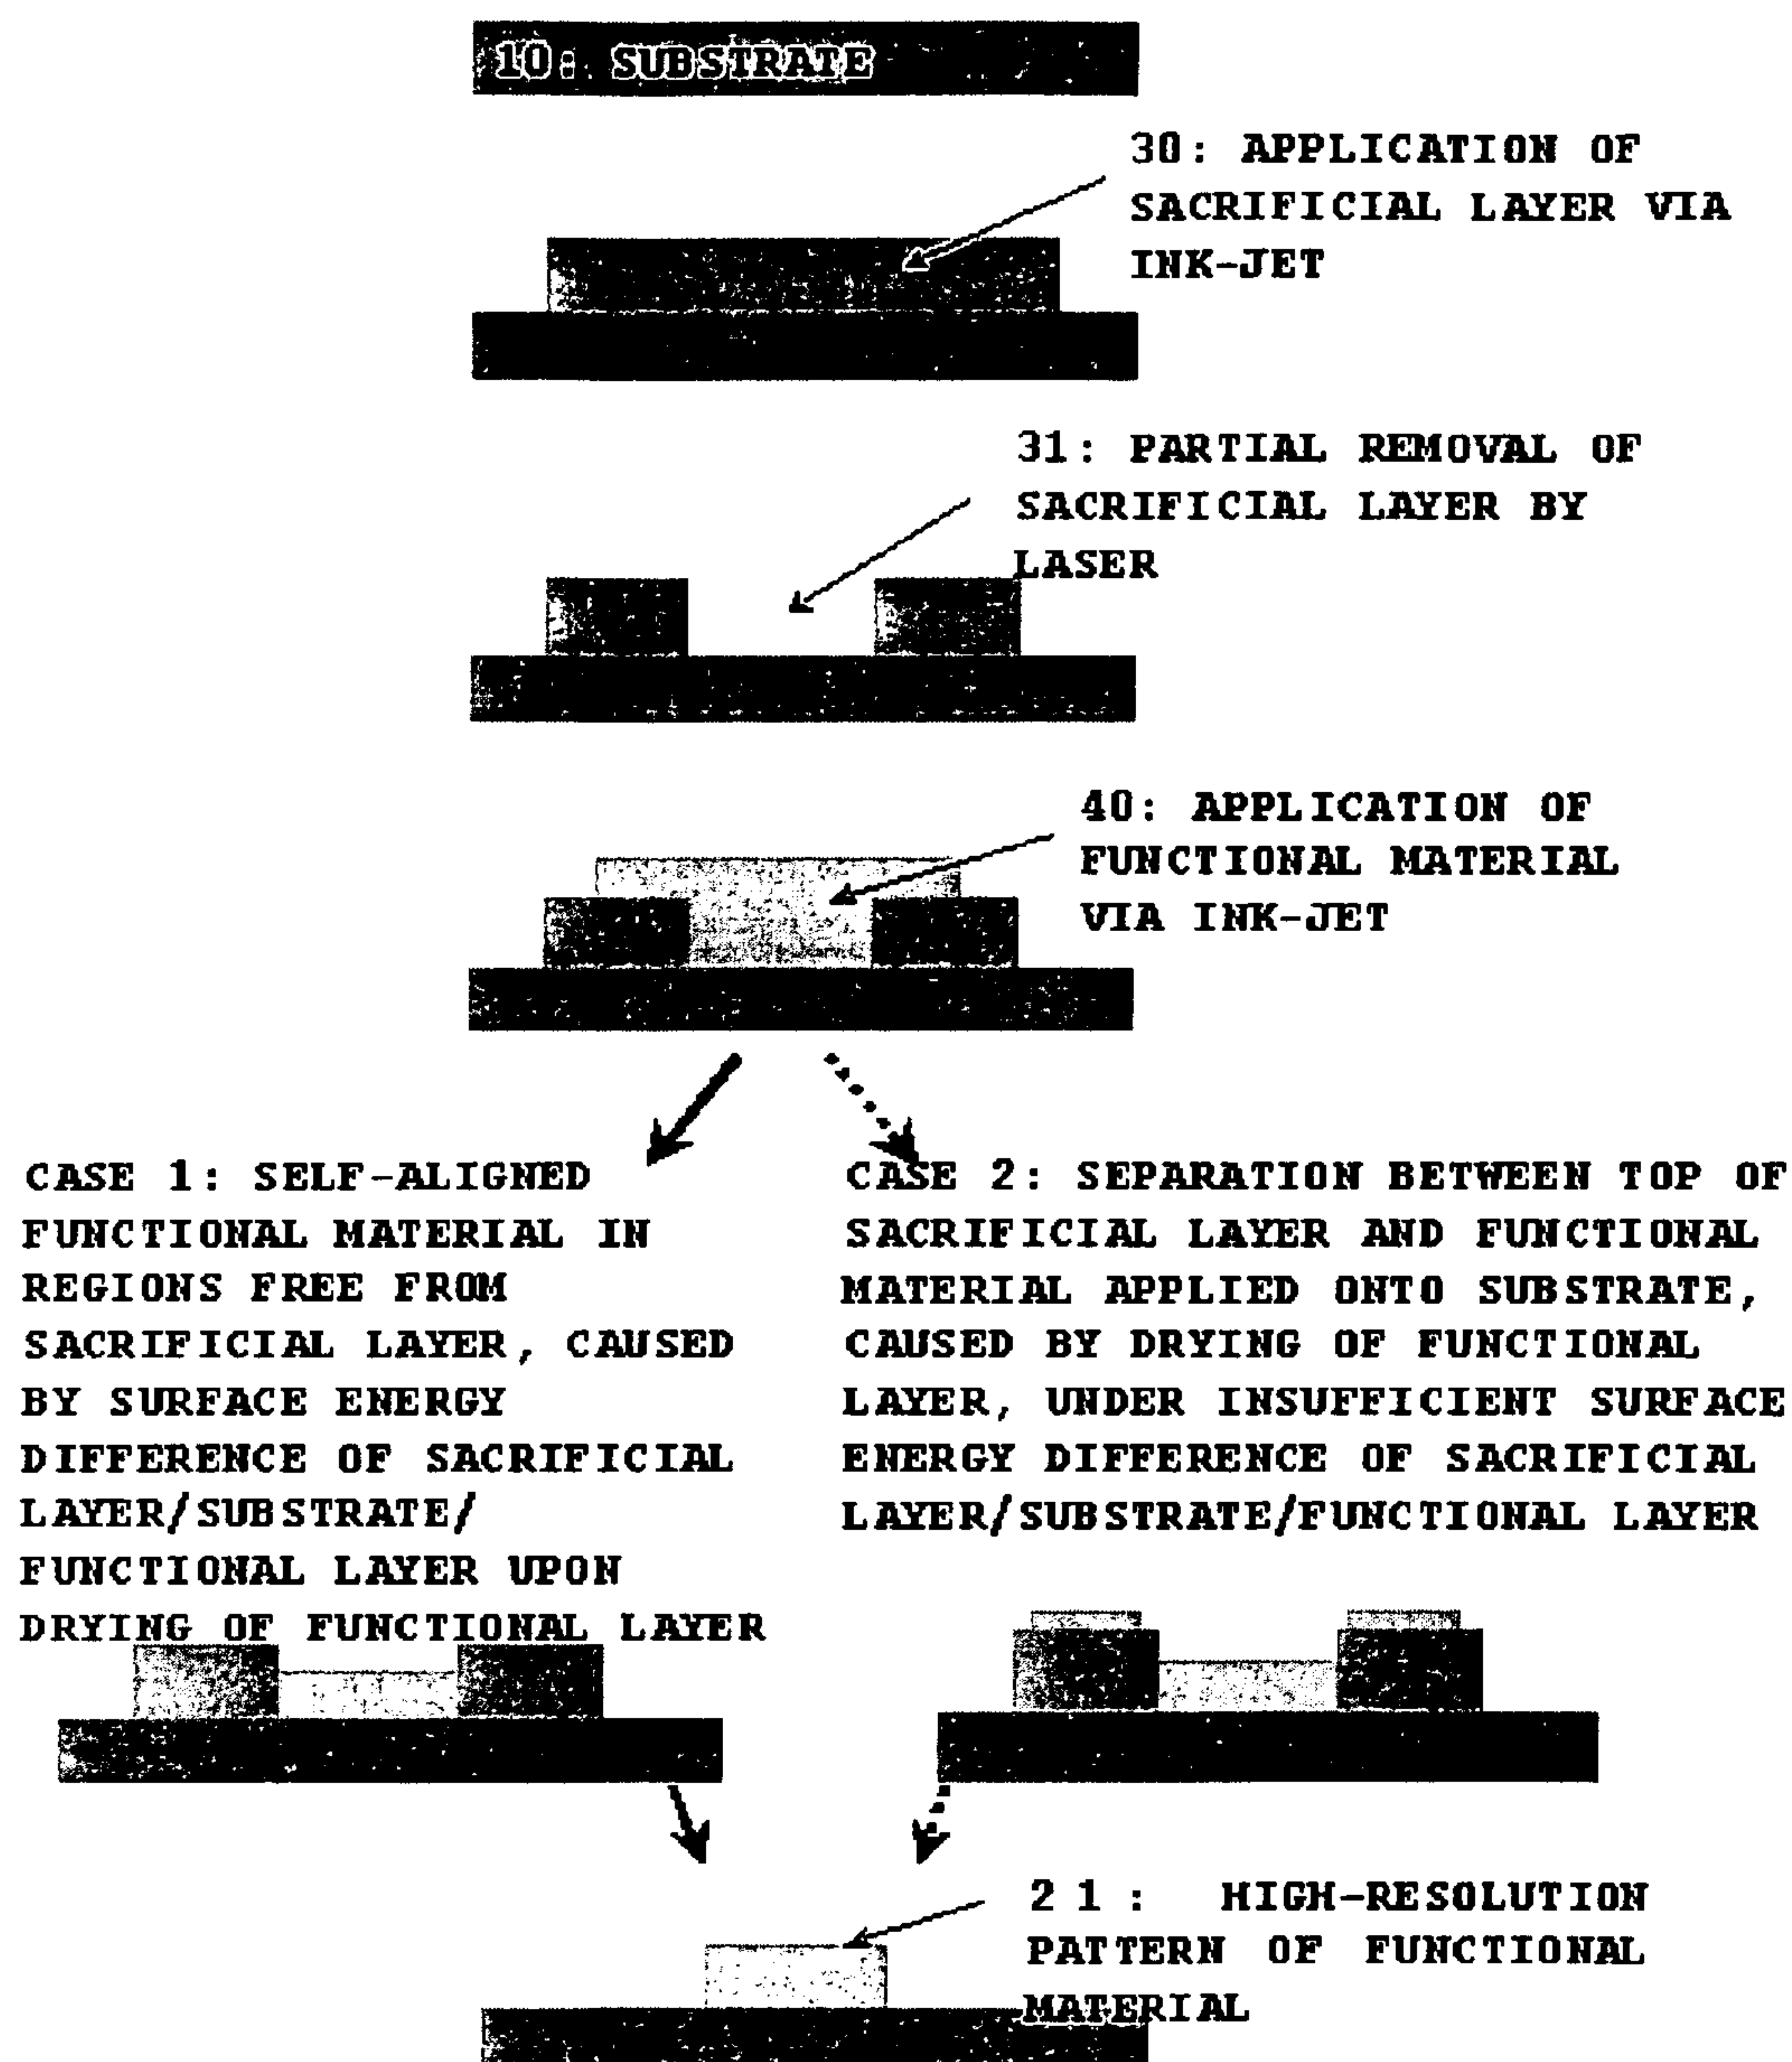 10: SUBSTRATE
30: APPLICATION OF
SACRIFICIAL LAYER VIA
INK-JET
31: PARTIAL REMOVAL OF
SACRIFICIAL LAYER BY
LASER
40: APPLICATION OF
FUNCTIONAL MATERIAL
VIA INK-JET
CASE 1: SELF-ALIGNED
FUNCTIONAL MATERIAL IN
REGIONS FREE FROM
SACRIFICIAL LAYER, CAUSED
BY SURFACE ENERGY
DIFFERENCE OF SACRIFICIAL
LAYER/SUBSTRATE/
FUNCTIONAL LAYER UPON
DRYING OF FUNCTIONAL LAYER
CASE 2: SEPARATION BETWEEN TOP OF
SACRIFICIAL LAYER AND FUNCTIONAL
MATERIAL APPLIED ONTO SUBSTRATE,
CAUSED BY DRYING OF FUNCTIONAL
LAYER, UNDER INSUFFICIENT SURFACE
ENERGY DIFFERENCE OF SACRIFICIAL
LAYER/SUBSTRATE/FUNCTIONAL LAYER
21: HIGH-RESOLUTION
PATTERN OF FUNCTIONAL
MATERIAL